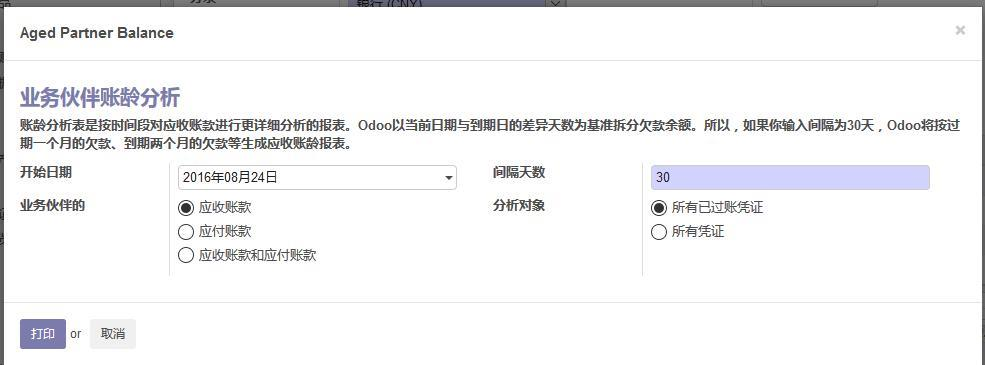 银行 (CNY)
Aged Partner Balance
×
业务伙伴账龄分析
账龄分析表是按时间段对应收账款进行更详细分析的报表。Odoo以当前日期与到期日的差异天数为基准拆分欠款余额。所以，如果你输入间隔为30天，Odoo将按过
期一个月的欠款、到期两个月的欠款等生成应收账龄报表。
开始日期 2016年08月24日 间隔天数 30
业务伙伴的 应收账款 分析对象 所有已过账凭证
应付账款 所有凭证
应收账款和应付账款
打印 or 取消